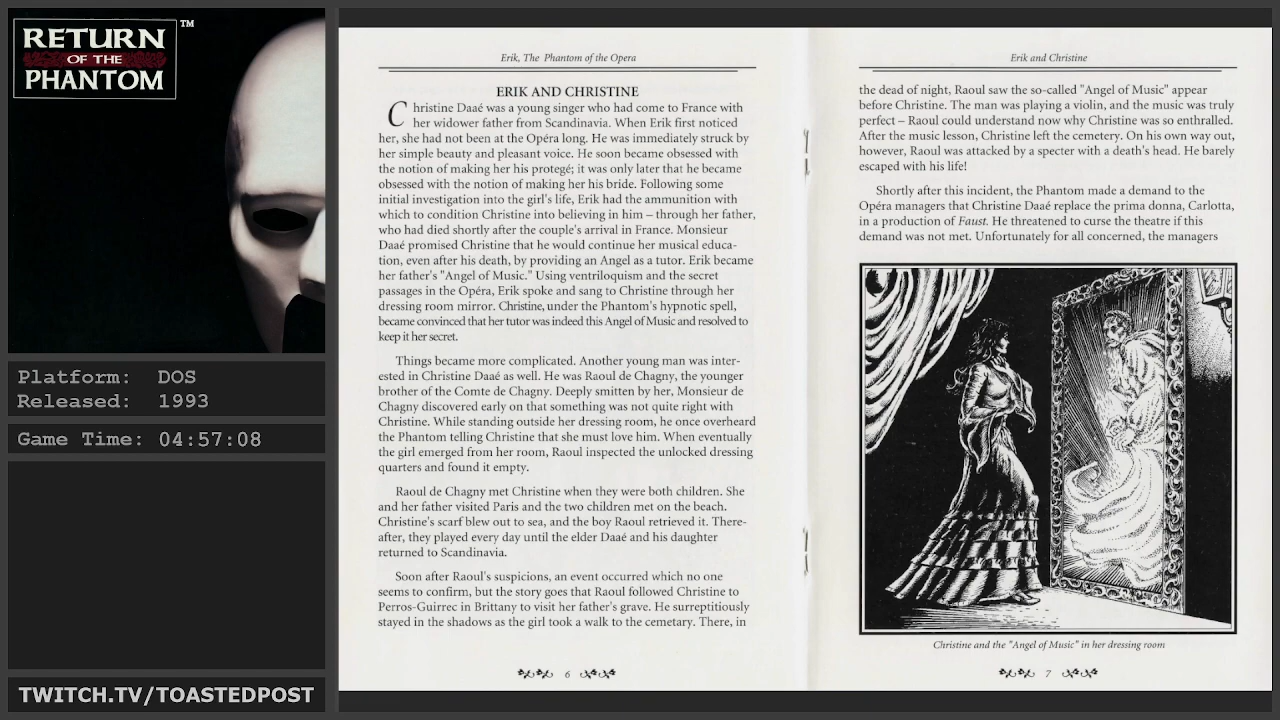 RETURN
OF THE
PHANTOM
TM
Platform: DOS
Released: 1993
Game Time: 04:57:08
TWITCH.TV/TOASTEDPOST
Erik, The Phantom of the Opera
ERIK AND CHRISTINE
Christine Daaé was a young singer who had come to France with
her widower father from Scandinavia. When Erik first noticed
her, she had not been at the Opéra long. He was immediately struck by
her simple beauty and pleasant voice. He soon became obsessed with
the notion of making her his protegé; it was only later that he became
obsessed with the notion of making her his bride. Following some
initial investigation into the girl's life, Erik had the ammunition with
which to condition Christine into believing in him – through her father,
who had died shortly after the couple's arrival in France. Monsieur
Daaé promised Christine that he would continue her musical educa-
tion, even after his death, by providing an Angel as a tutor. Erik became
her father's "Angel of Music." Using ventriloquism and the secret
passages in the Opéra, Erik spoke and sang to Christine through her
dressing room mirror. Christine, under the Phantom's hypnotic spell,
became convinced that her tutor was indeed this Angel of Music and resolved to
keep it her secret.
Things became more complicated. Another young man was inter-
ested in Christine Daaé as well. He was Raoul de Chagny, the younger
brother of the Comte de Chagny. Deeply smitten by her, Monsieur de
Chagny discovered early on that something was not quite right with
Christine. While standing outside her dressing room, he once overheard
the Phantom telling Christine that she must love him. When eventually
the girl emerged from her room, Raoul inspected the unlocked dressing
quarters and found it empty.
Raoul de Chagny met Christine when they were both children. She
and her father visited Paris and the two children met on the beach.
Christine's scarf blew out to sea, and the boy Raoul retrieved it. There-
after, they played every day until the elder Daaé and his daughter
returned to Scandinavia.
Soon after Raoul's suspicions, an event occurred which no one
seems to confirm, but the story goes that Raoul followed Christine to
Perros-Guirrec in Brittany to visit her father's grave. He surreptitiously
stayed in the shadows as the girl took a walk to the cemetary. There, in
6
Erik and Christine
the dead of night, Raoul saw the so-called "Angel of Music" appear
before Christine. The man was playing a violin, and the music was truly
perfect – Raoul could understand now why Christine was so enthralled.
After the music lesson, Christine left the cemetery. On his own way out,
however, Raoul was attacked by a specter with a death's head. He barely
escaped with his life!
Shortly after this incident, the Phantom made a demand to the
Opéra managers that Christine Daaé replace the prima donna, Carlotta,
in a production of Faust. He threatened to curse the theatre if this
demand was not met. Unfortunately for all concerned, the managers
Christine and the "Angel of Music" in her dressing room
7